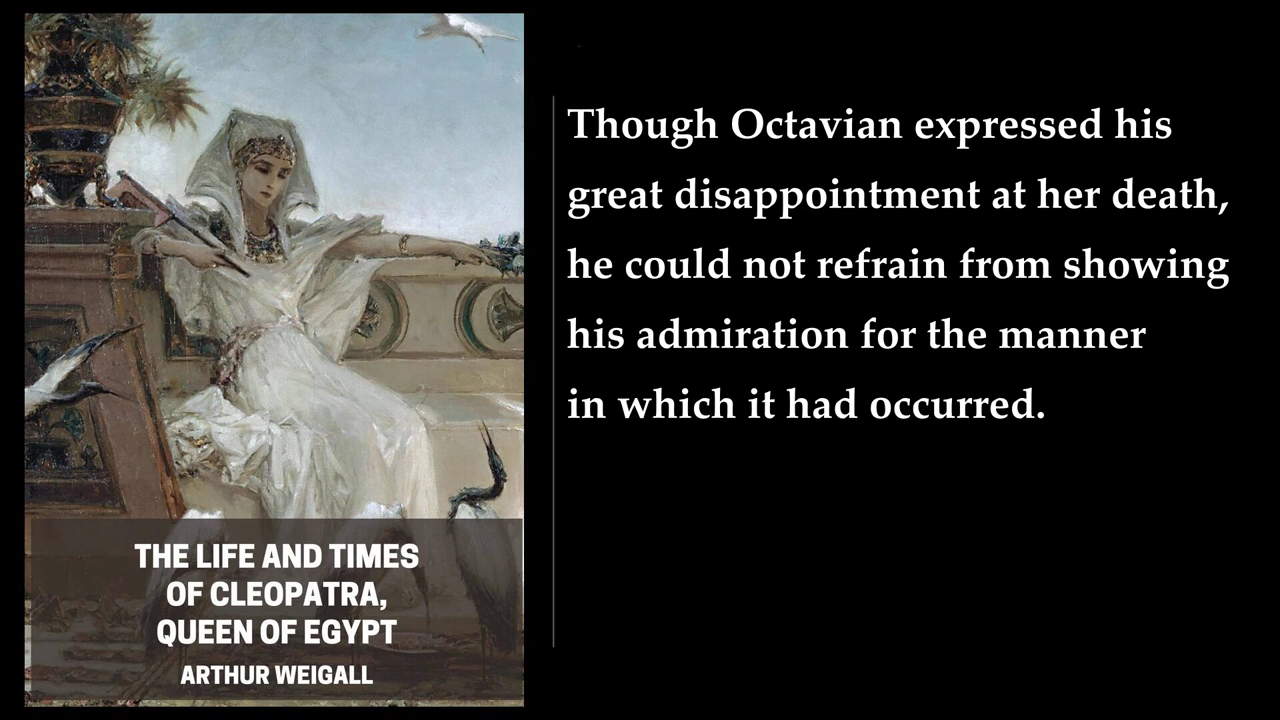 Though Octavian expressed his
great disappointment at her death,
he could not refrain from showing
his admiration for the manner
in which it had occurred.
THE LIFE AND TIMES
OF CLEOPATRA,
QUEEN OF EGYPT
ARTHUR WEIGALL